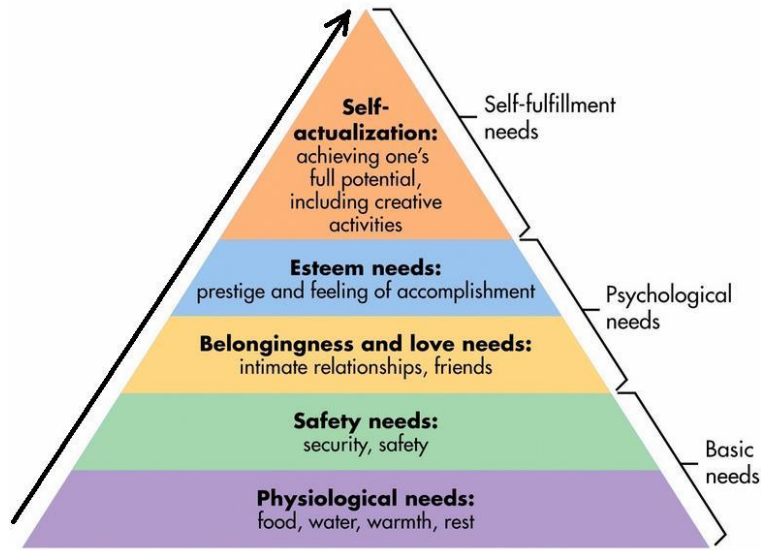 Self-
actualization:
achieving one's
full potential,
including creative
activities
Self-fulfillment
needs
Esteem needs:
prestige and feeling of accomplishment
Psychological
needs
Belongingness and love needs:
intimate relationships, friends
Safety needs:
security, safety
Basic
needs
Physiological needs:
food, water, warmth, rest